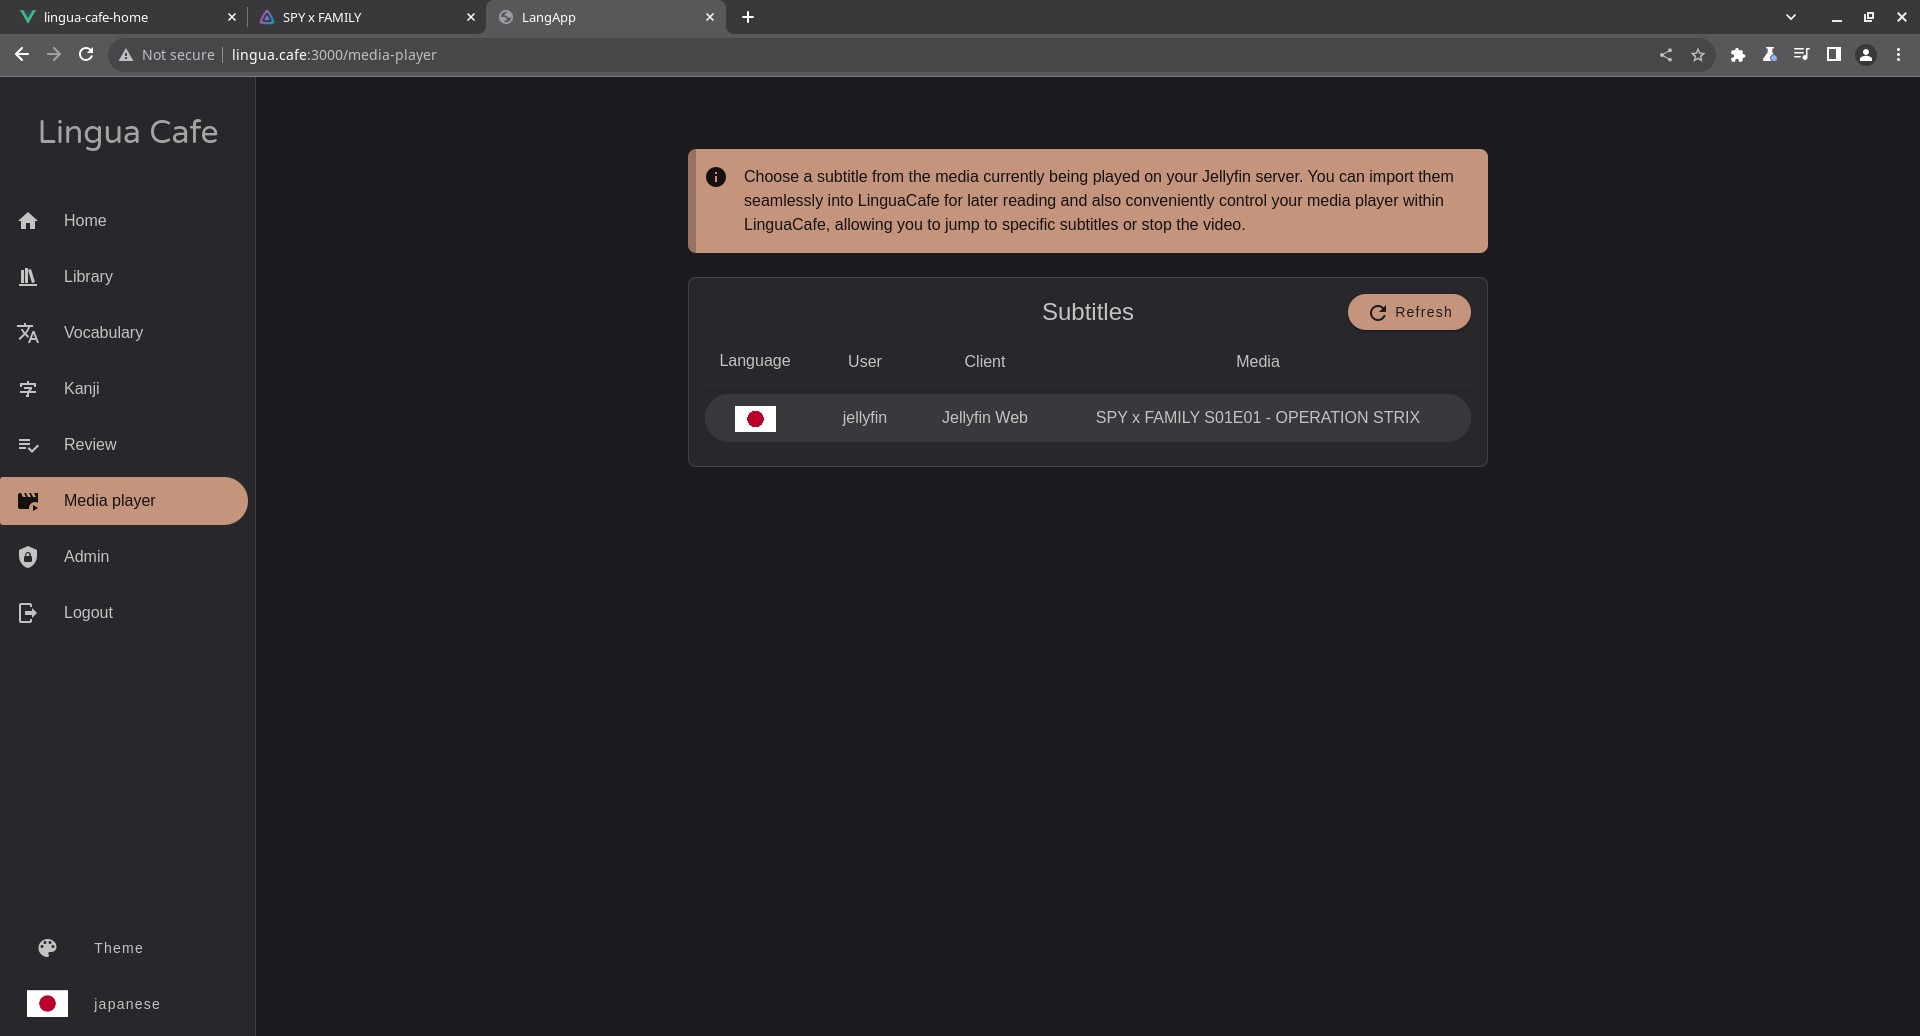 lingua-cafe-home
SPY x FAMILY
LangApp
Not secure
lingua.cafe:3000/media-player
Lingua Cafe
Home
Library
Vocabulary
Kanji
Review
Media player
Admin
Logout
Theme
japanese
Choose a subtitle from the media currently being played on your Jellyfin server. You can import them
seamlessly into LinguaCafe for later reading and also conveniently control your media player within
LinguaCafe, allowing you to jump to specific subtitles or stop the video.
Subtitles
Refresh
Language User Client Media
jellyfin Jellyfin Web SPY x FAMILY S01E01 - OPERATION STRIX